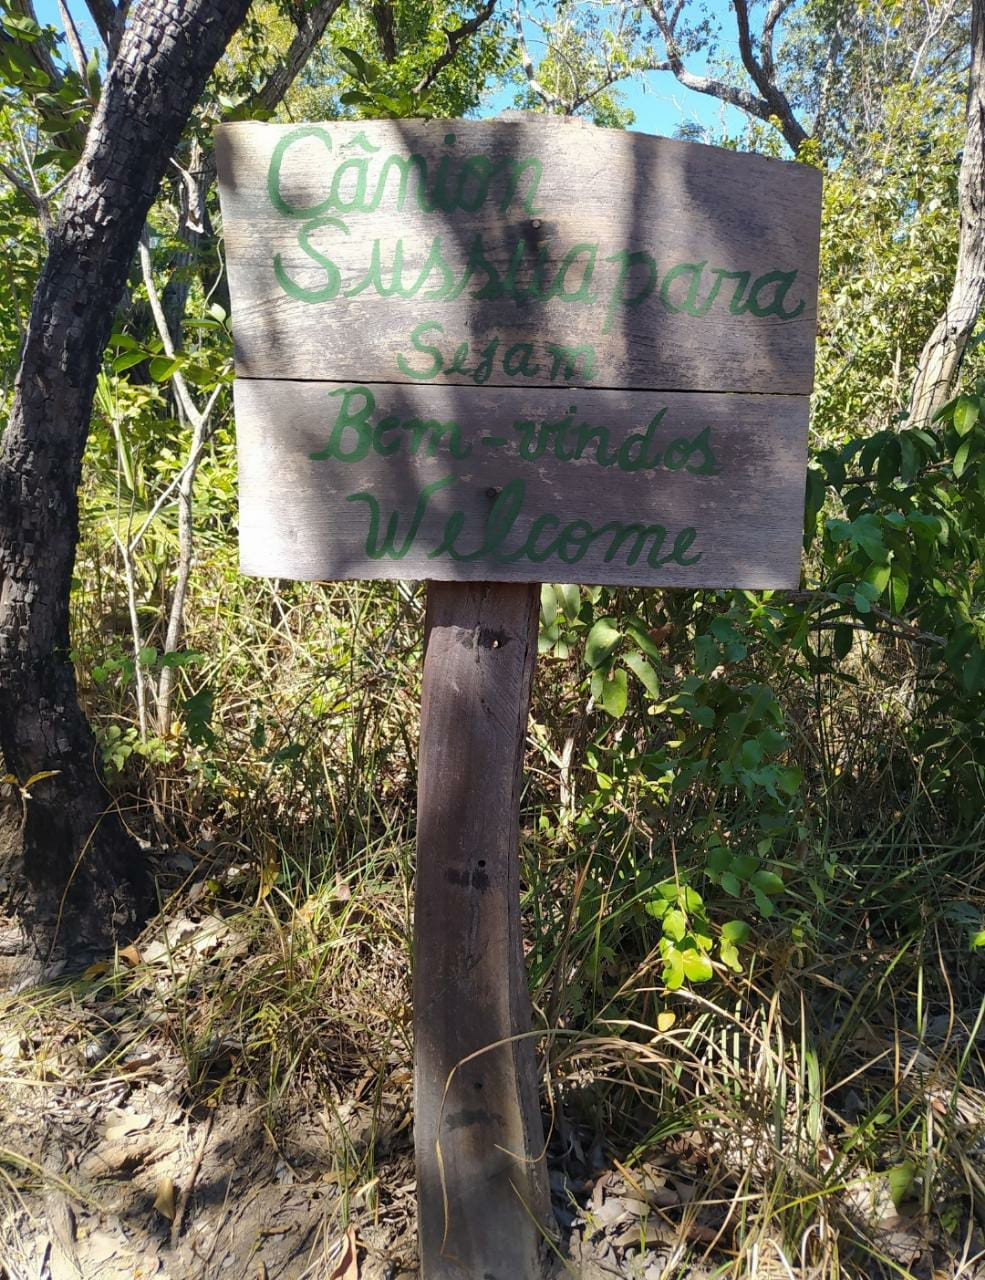 Cânion
Sussuapara
Sejam
Bem-vindos
Welcome